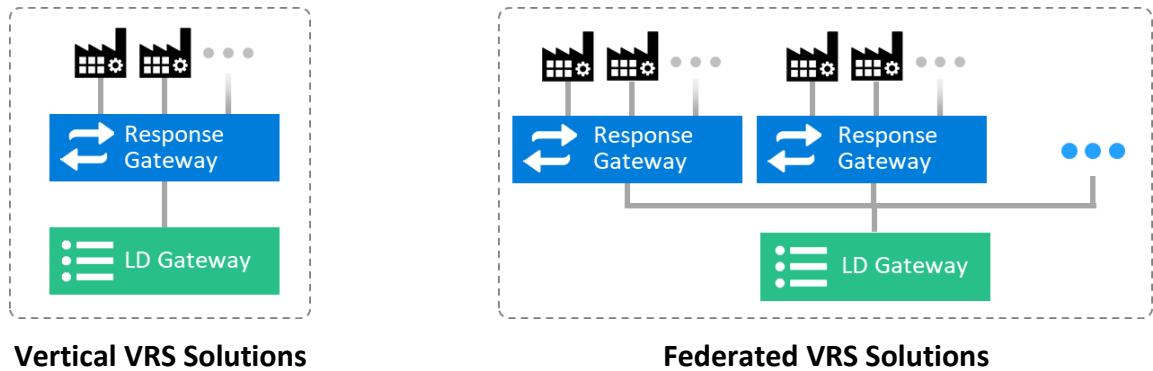 Response
Gateway
LD Gateway
Vertical VRS Solutions
Response
Gateway
Response
Gateway
LD Gateway
Federated VRS Solutions